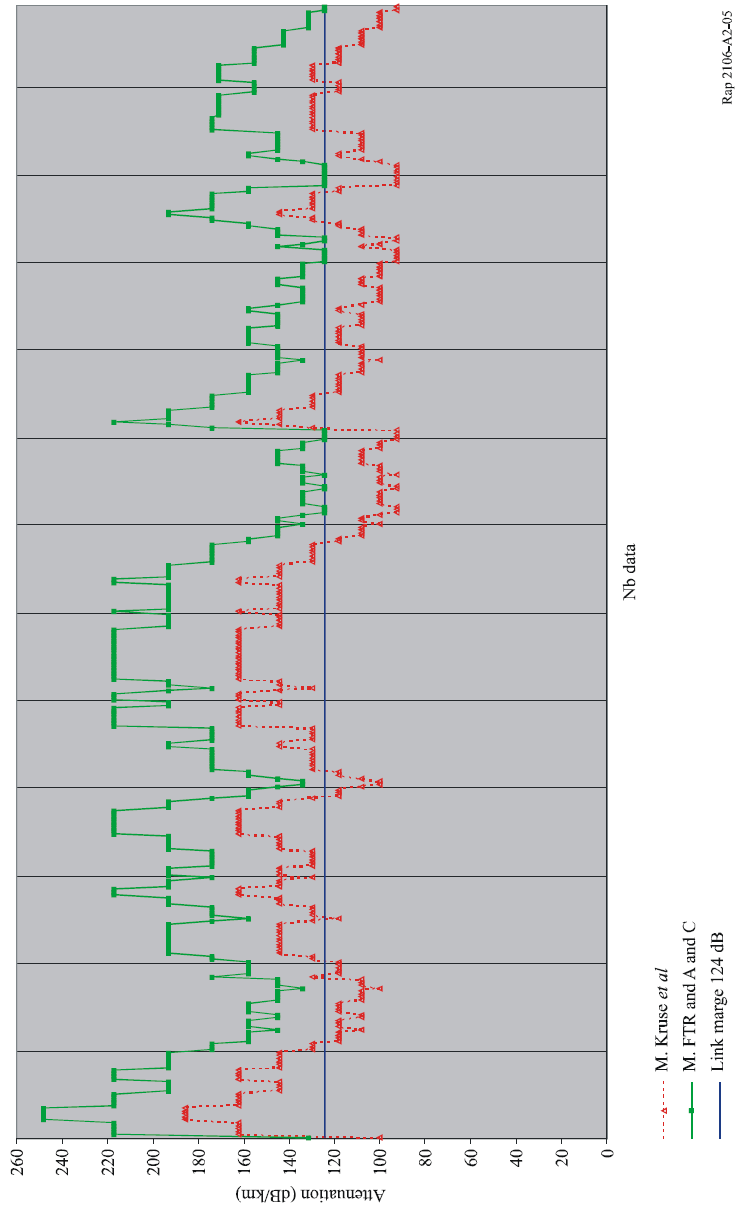 260
240
220
200
180
160
140
120
100
80
60
40
20
0
Attenuation (dB/km)
Nb data
M. Kruse et al
M. FTR and A and C
Link marge 124 dB
Rap 2106-A2-05